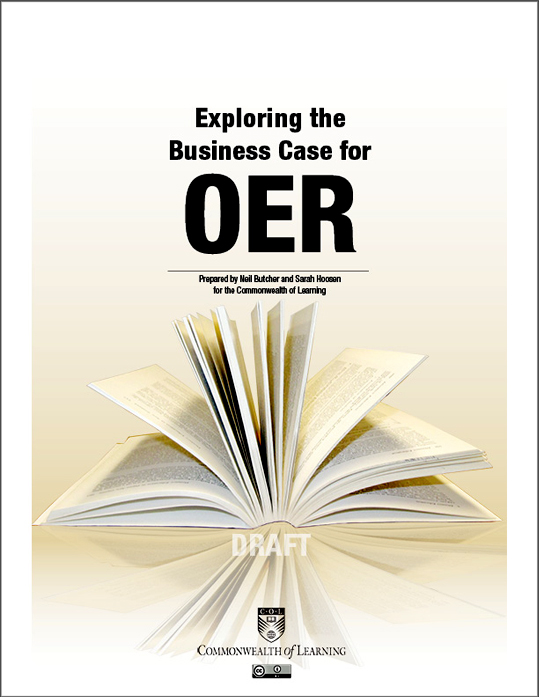 Exploring the
Business Case for
OER
Prepared by Neil Butcher and Sarah Hoosen
for the Commonwealth of Learning
DRAFT
C·O·L
COMMONWEALTH of LEARNING
cc